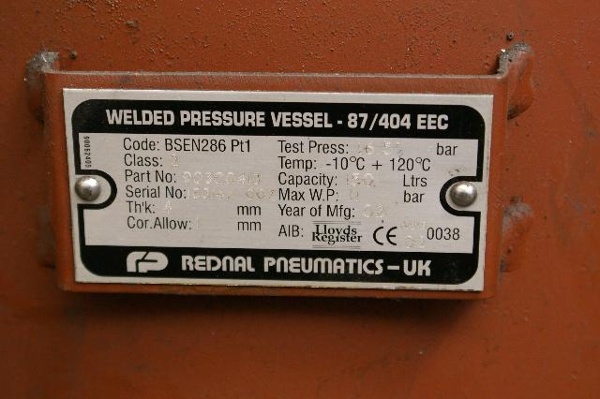 WELDED PRESSURE VESSEL - 87/404 EEC
Code: BSEN286 Pt1
Class: 2
Part No:
Serial No:
Th'k: 4 mm
Cor.Allow: mm
Test Press: bar
Temp: -10°C + 120°C
Capacity: Ltrs
Max W.P: bar
Year of Mfg:
AIB: Lloyds Register CE 0038
REDNAL PNEUMATICS – UK